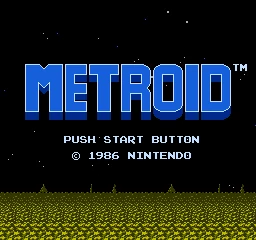 METROID™
PUSH START BUTTON
© 1986 NINTENDO